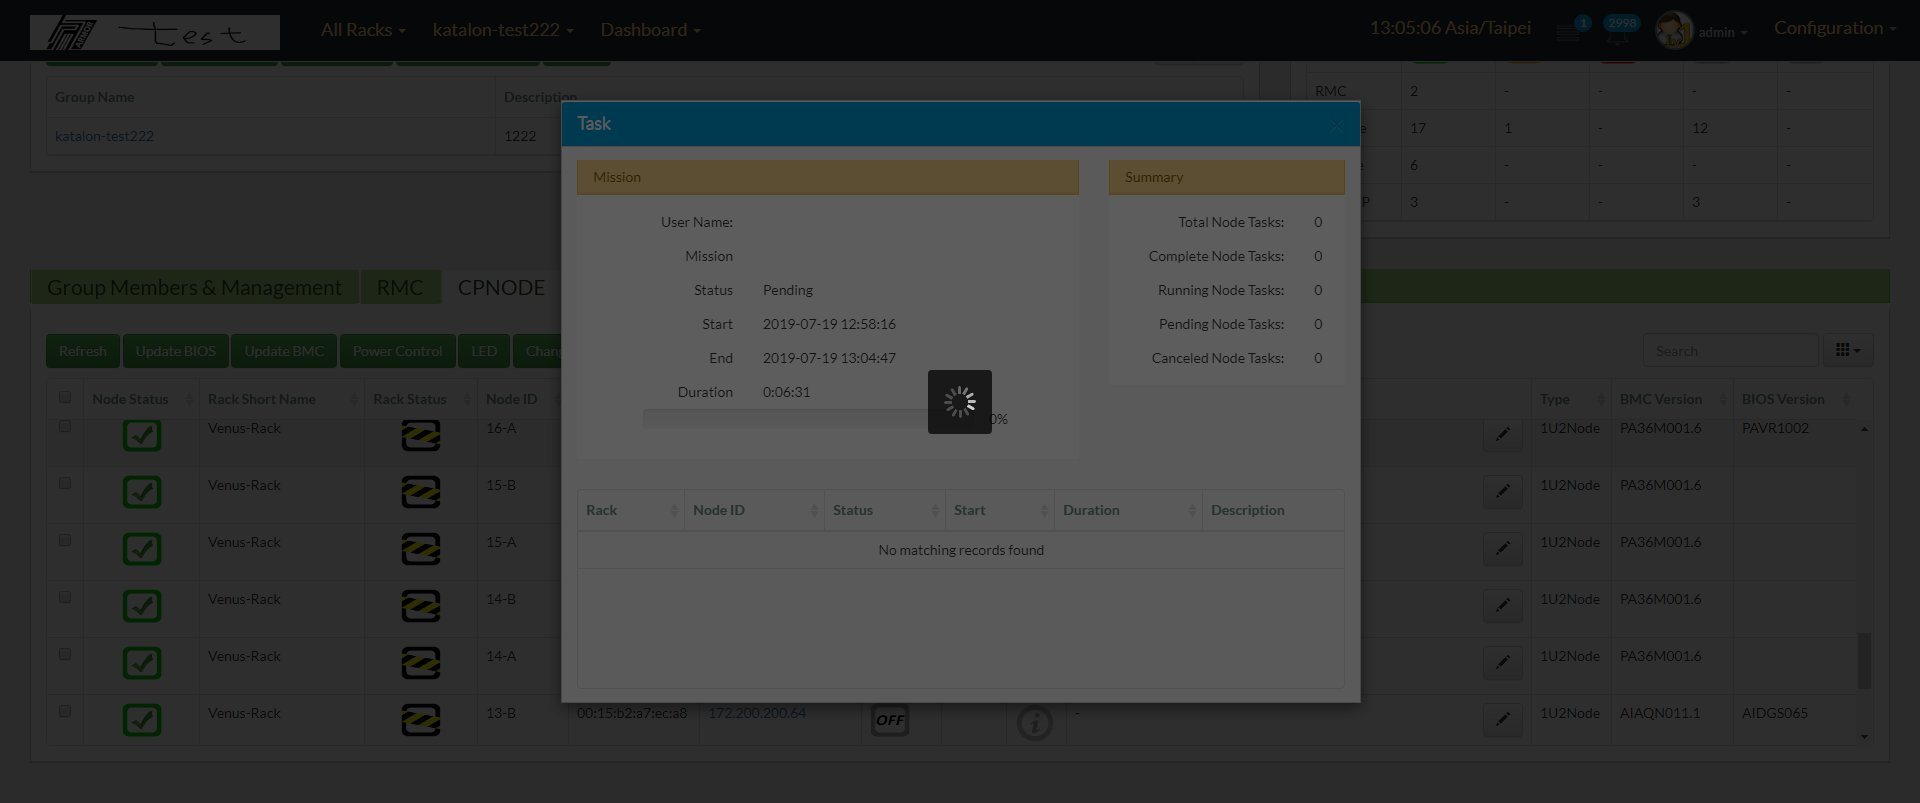 test
All Racks
katalon-test222
Dashboard
13:05:06 Asia/Taipei
1
2998
admin
Configuration
Group Name
Description
katalon-test222
1222
RMC 2 - - - -
17 1 - 12 -
6 - - - -
P 3 - - 3 -
Task
Mission
User Name:
Mission
Status Pending
Start 2019-07-19 12:58:16
End 2019-07-19 13:04:47
Duration 0:06:31
0%
Summary
Total Node Tasks: 0
Complete Node Tasks: 0
Running Node Tasks: 0
Pending Node Tasks: 0
Canceled Node Tasks: 0
Rack Node ID Status Start Duration Description
No matching records found
Group Members & Management
RMC
CPNODE
Refresh
Update BIOS
Update BMC
Power Control
LED
Search
Node Status Rack Short Name Rack Status Node ID Type BMC Version BIOS Version
Venus-Rack 16-A 1U2Node PA36M001.6 PAVR1002
Venus-Rack 15-B 1U2Node PA36M001.6
Venus-Rack 15-A 1U2Node PA36M001.6
Venus-Rack 14-B 1U2Node PA36M001.6
Venus-Rack 14-A 1U2Node PA36M001.6
Venus-Rack 13-B 00:15:b2:a7:ec:a8 172.200.200.64 OFF - 1U2Node AIAQN011.1 AIDGS065